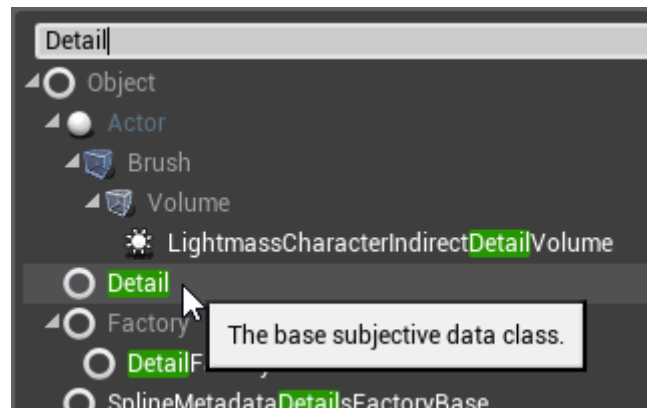 Detail
Object
Actor
Brush
Volume
LightmassCharacterIndirectDetailVolume
Detail
The base subjective data class.
Factory
SplineMetadataDetailsFactoryBase